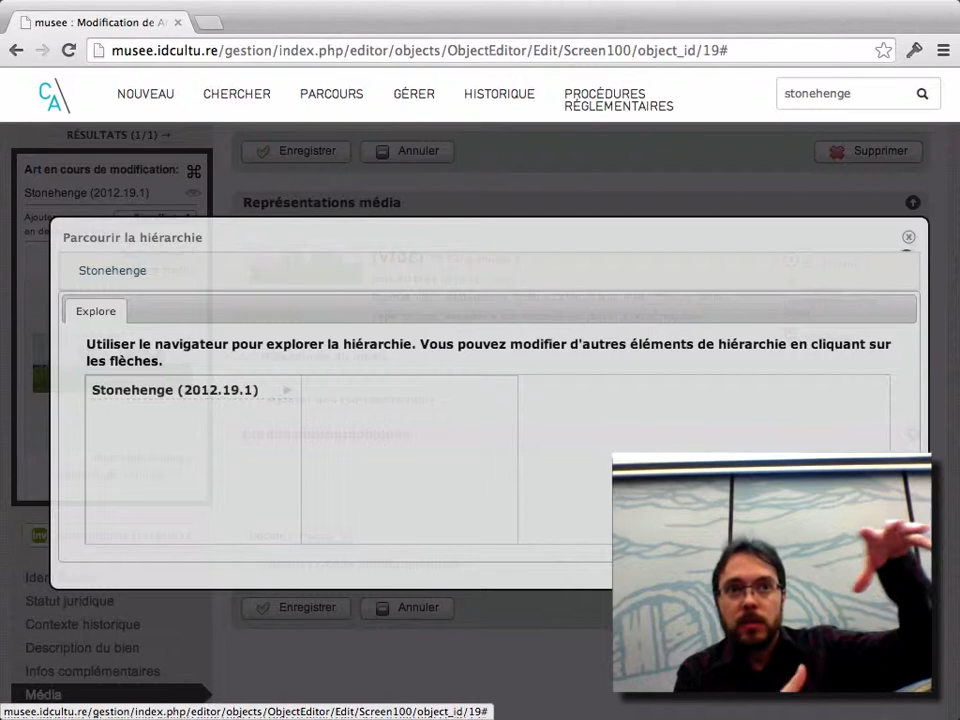 musee : Modification de A
musee.idcultu.re/gestion/index.php/editor/objects/ObjectEditor/Edit/Screen100/object_id/19#
CA NOUVEAU CHERCHER PARCOURS GÉRER HISTORIQUE PROCÉDURES
RÉGLEMENTAIRES
stonehenge
RÉSULTATS (1/1) →
Enregistrer Annuler Supprimer
Art en cours de modification:
Stonehenge (2012.19.1)
Représentations média
Parcourir la hiérarchie
Stonehenge
Explore
Utiliser le navigateur pour explorer la hiérarchie. Vous pouvez modifier d'autres éléments de hiérarchie en cliquant sur
les flèches.
Stonehenge (2012.19.1)
Enregistrer Annuler
Statut juridique
Contexte historique
Description du bien
Infos complémentaires
Média
musee.idcultu.re/gestion/index.php/editor/objects/ObjectEditor/Edit/Screen100/object_id/19#